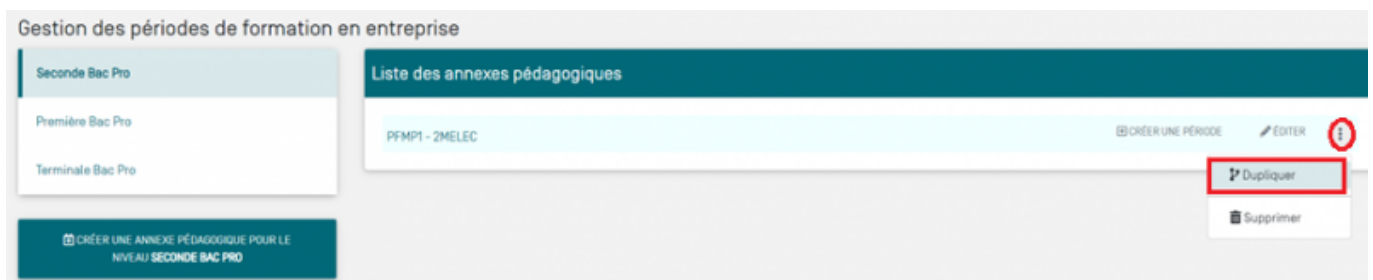 Gestion des périodes de formation en entreprise
Seconde Bac Pro
Première Bac Pro
Terminale Bac Pro
CRÉER UNE ANNEXE PÉDAGOGIQUE POUR LE
NIVEAU SECONDE BAC PRO
Liste des annexes pédagogiques
PFMP1 - 2MELEC
CRÉER UNE PÉRIODE
ÉDITER
Dupliquer
Supprimer